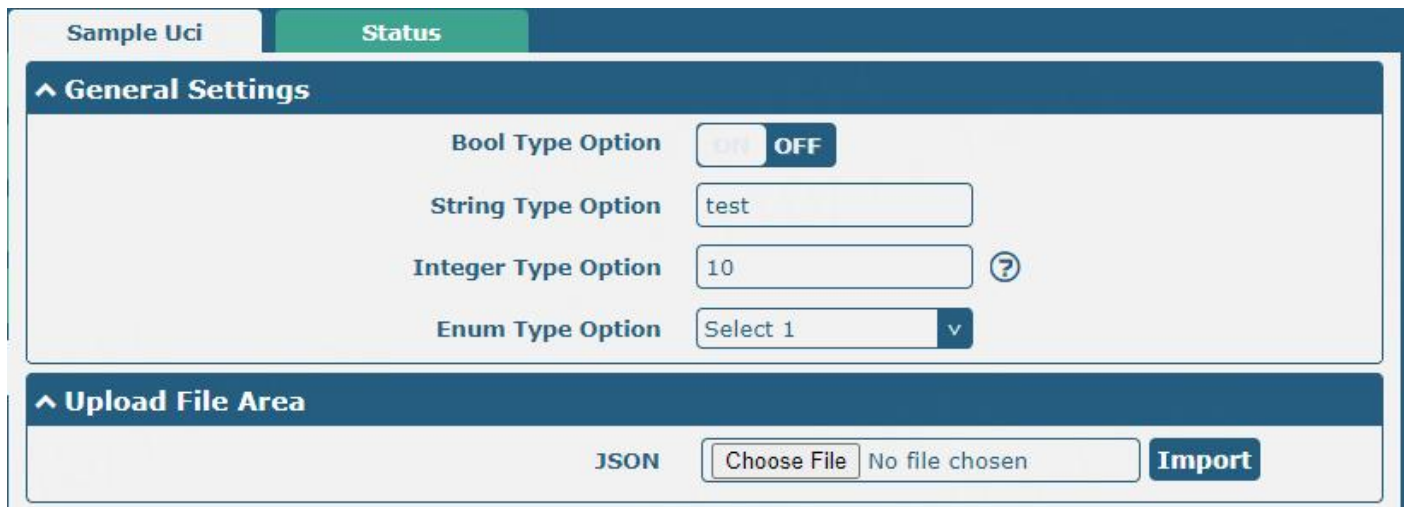 Sample Uci Status
General Settings
Bool Type Option ON OFF
String Type Option test
Integer Type Option 10 ?
Enum Type Option Select 1 v
Upload File Area
JSON Choose File No file chosen Import